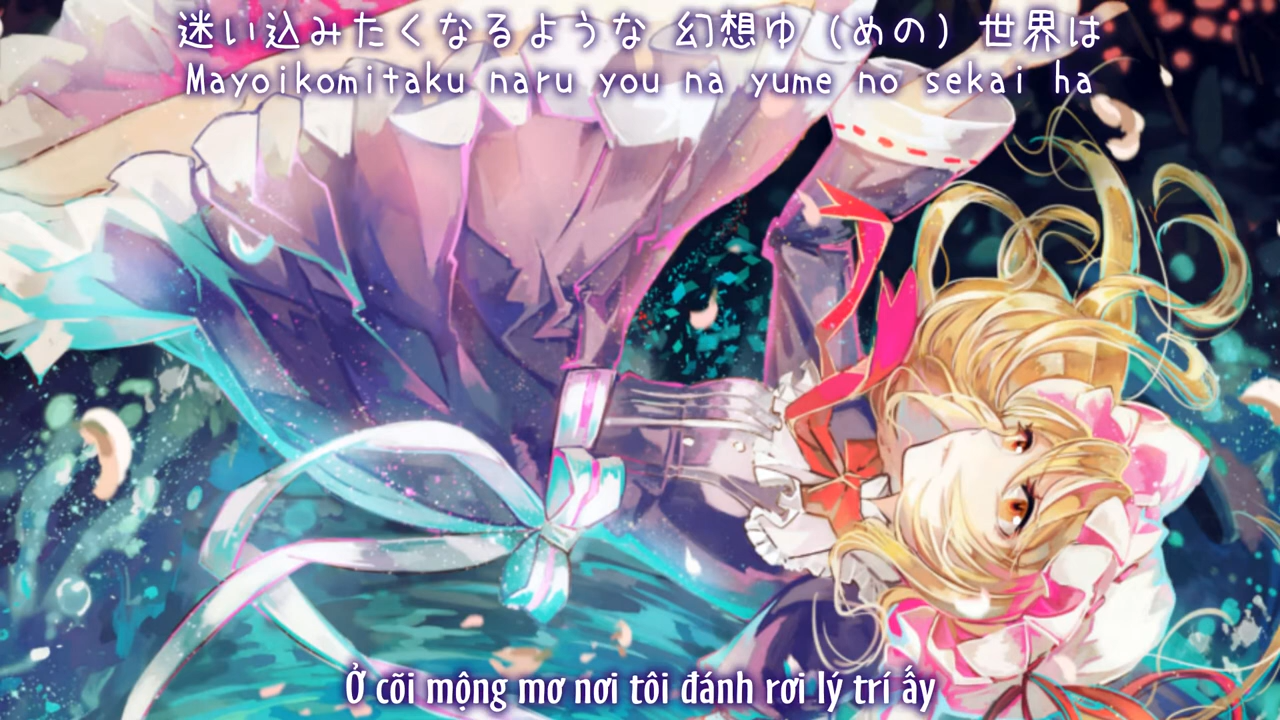 迷い込みたくなるような 幻想ゆ（めの）世界は
Mayoikomitaku naru you na yume no sekai ha
Ở cõi mộng mơ nơi tôi đánh rơi lý trí ấy